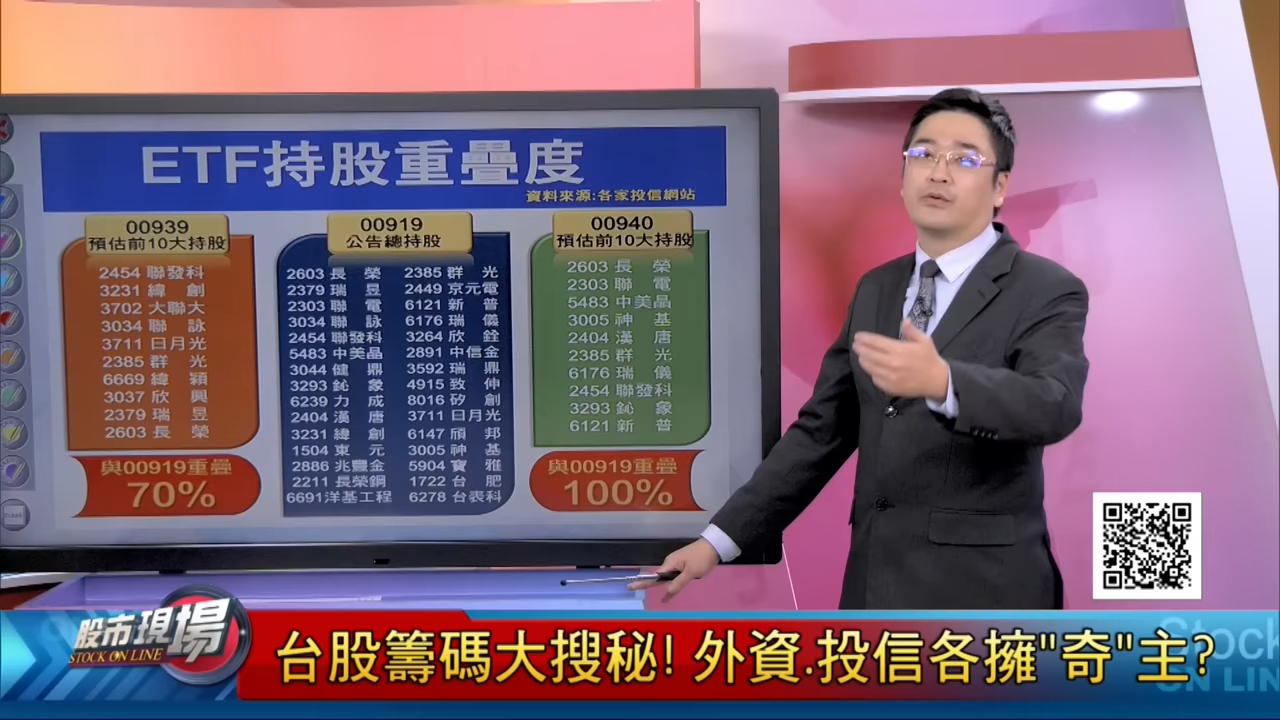 ETF持股重疊度
資料來源:各家投信網站
00939
預估前10大持股
2454 聯發科
3231 緯 創
3702 大聯大
3034 聯 詠
3711 日月光
2385 群 光
6669 緯 穎
3037 欣 興
2379 瑞 昱
2603 長 榮
與00919重疊
70%
00919
公告總持股
2603 長 榮 2385 群 光
2379 瑞 昱 2449 京元電
2303 聯 電 6121 新 普
3034 聯 詠 6176 瑞 儀
2454 聯發科 3264 欣 銓
5483 中美晶 2891 中信金
3044 健 鼎 3592 瑞 鼎
3293 鈊 象 4915 致 伸
6239 力 成 8016 矽 創
2404 漢 唐 3711 日月光
3231 緯 創 6147 頎 邦
1504 東 元 3005 神 基
2886 兆豐金 5904 寶 雅
2211 長榮鋼 1722 台 肥
6691 洋基工程 6278 台表科
00940
預估前10大持股
2603 長 榮
2303 聯 電
5483 中美晶
3005 神 基
2404 漢 唐
2385 群 光
6176 瑞 儀
2454 聯發科
3293 鈊 象
6121 新 普
與00919重疊
100%
股市現場
STOCK ON LINE
台股籌碼大搜秘! 外資.投信各擁"奇"主?
Stock
ON LIN